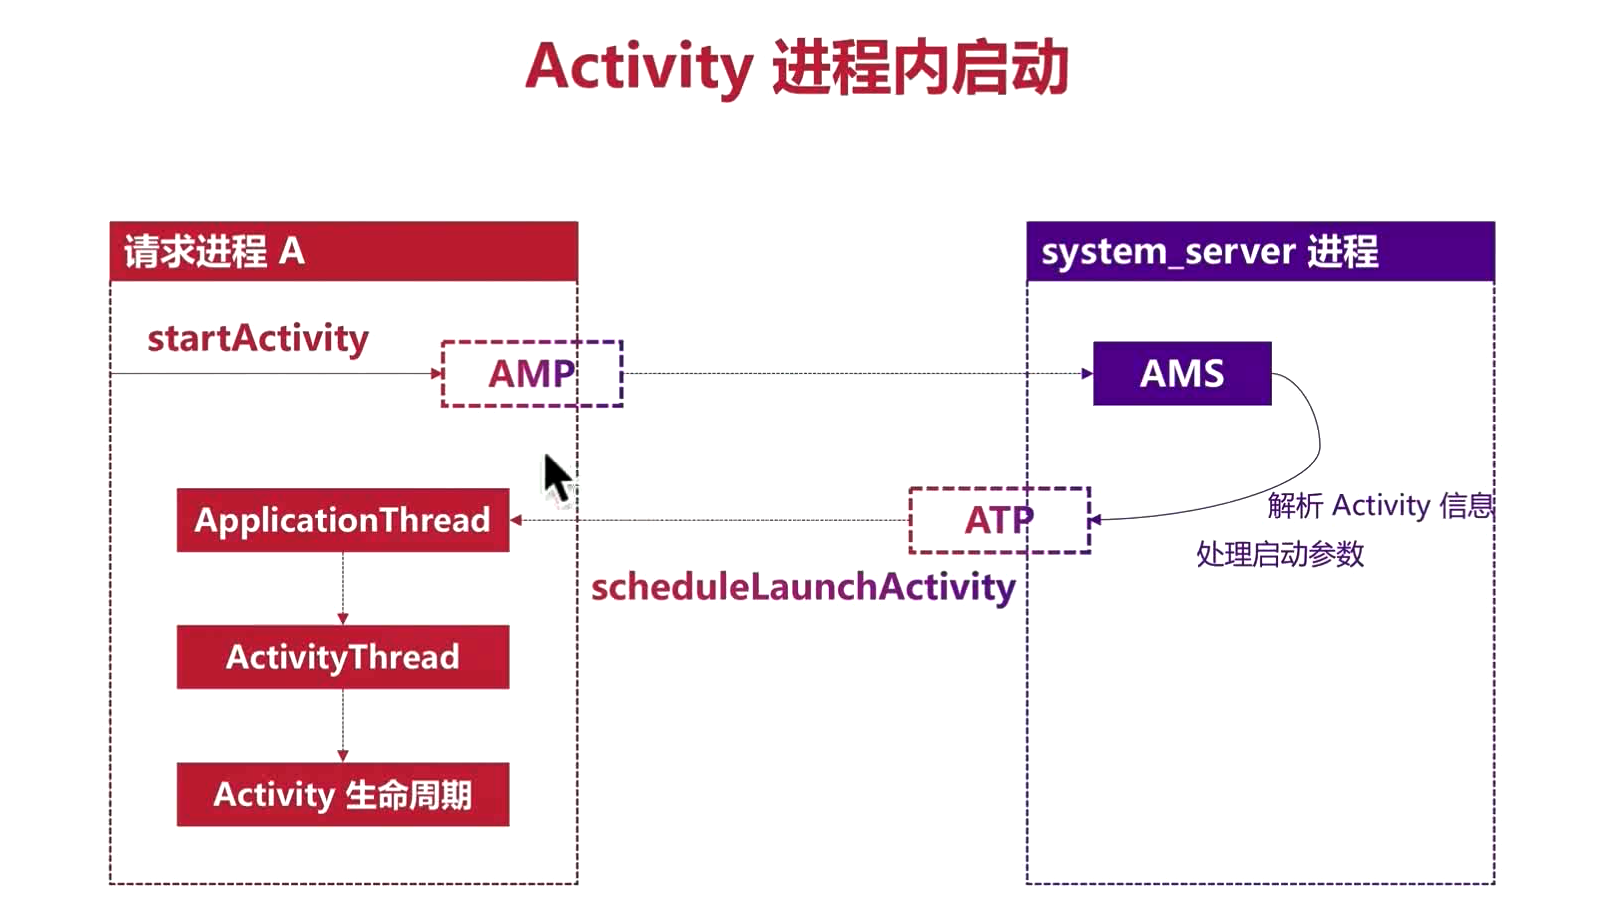 Activity 进程内启动
请求进程 A
system_server 进程
startActivity
AMP
AMS
ApplicationThread
ATP
解析 Activity 信息
处理启动参数
scheduleLaunchActivity
ActivityThread
Activity 生命周期